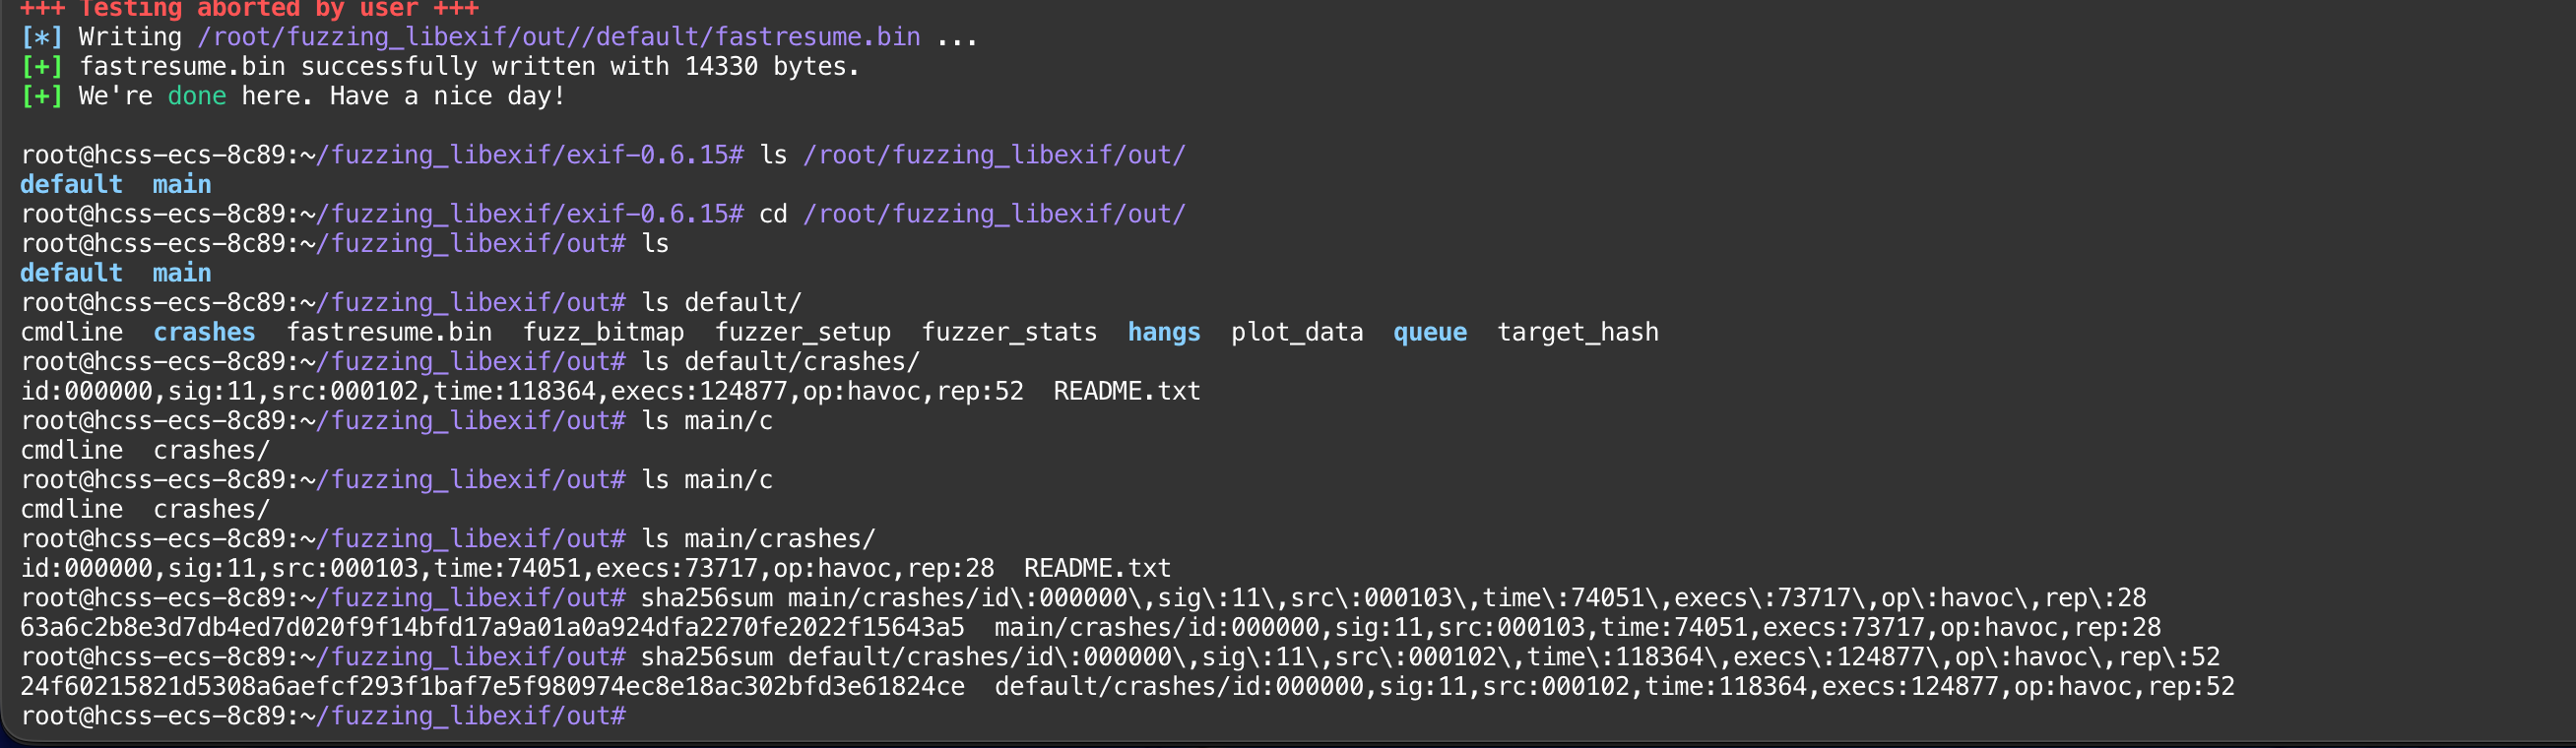 +++ Testing aborted by user +++
[*] Writing /root/fuzzing_libexif/out//default/fastresume.bin ...
[+] fastresume.bin successfully written with 14330 bytes.
[+] We're done here. Have a nice day!
root@hcss-ecs-8c89:~/fuzzing_libexif/exif-0.6.15# ls /root/fuzzing_libexif/out/
default  main
root@hcss-ecs-8c89:~/fuzzing_libexif/exif-0.6.15# cd /root/fuzzing_libexif/out/
root@hcss-ecs-8c89:~/fuzzing_libexif/out# ls
default  main
root@hcss-ecs-8c89:~/fuzzing_libexif/out# ls default/
cmdline  crashes  fastresume.bin  fuzz_bitmap  fuzzer_setup  fuzzer_stats  hangs  plot_data  queue  target_hash
root@hcss-ecs-8c89:~/fuzzing_libexif/out# ls default/crashes/
id:000000,sig:11,src:000102,time:118364,execs:124877,op:havoc,rep:52  README.txt
root@hcss-ecs-8c89:~/fuzzing_libexif/out# ls main/c
cmdline  crashes/
root@hcss-ecs-8c89:~/fuzzing_libexif/out# ls main/c
cmdline  crashes/
root@hcss-ecs-8c89:~/fuzzing_libexif/out# ls main/crashes/
id:000000,sig:11,src:000103,time:74051,execs:73717,op:havoc,rep:28  README.txt
root@hcss-ecs-8c89:~/fuzzing_libexif/out# sha256sum main/crashes/id\:000000\,sig\:11\,src\:000103\,time\:74051\,execs\:73717\,op\:havoc\,rep\:28
63a6c2b8e3d7db4ed7d020f9f14bfd17a9a01a0a924dfa2270fe2022f15643a5  main/crashes/id:000000,sig:11,src:000103,time:74051,execs:73717,op:havoc,rep:28
root@hcss-ecs-8c89:~/fuzzing_libexif/out# sha256sum default/crashes/id\:000000\,sig\:11\,src\:000102\,time\:118364\,execs\:124877\,op\:havoc\,rep\:52
24f60215821d5308a6aefcf293f1baf7e5f980974ec8e18ac302bfd3e61824ce  default/crashes/id:000000,sig:11,src:000102,time:118364,execs:124877,op:havoc,rep:52
root@hcss-ecs-8c89:~/fuzzing_libexif/out#